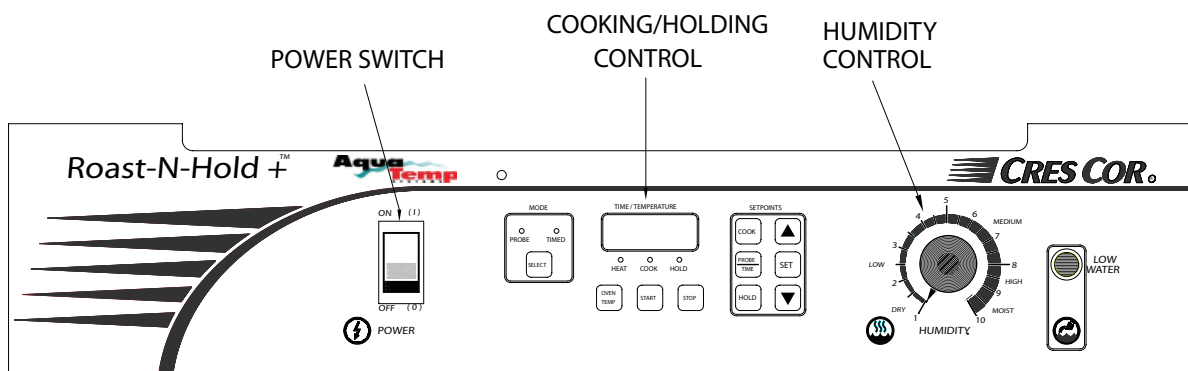 COOKING/HOLDING
CONTROL
HUMIDITY
CONTROL
POWER SWITCH
Roast-N-Hold +™
Aqua
Temp
SYSTEMS
CRES COR®
ON (I)
OFF (0)
POWER
MODE
PROBE TIMED
SELECT
TIME / TEMPERATURE
HEAT COOK HOLD
OVEN
TEMP
START
STOP
SETPOINTS
COOK
PROBE
TIME
SET
HOLD
1
2
3
4
5
6
7
8
9
10
DRY
LOW
MEDIUM
HIGH
MOIST
HUMIDITY
LOW
WATER